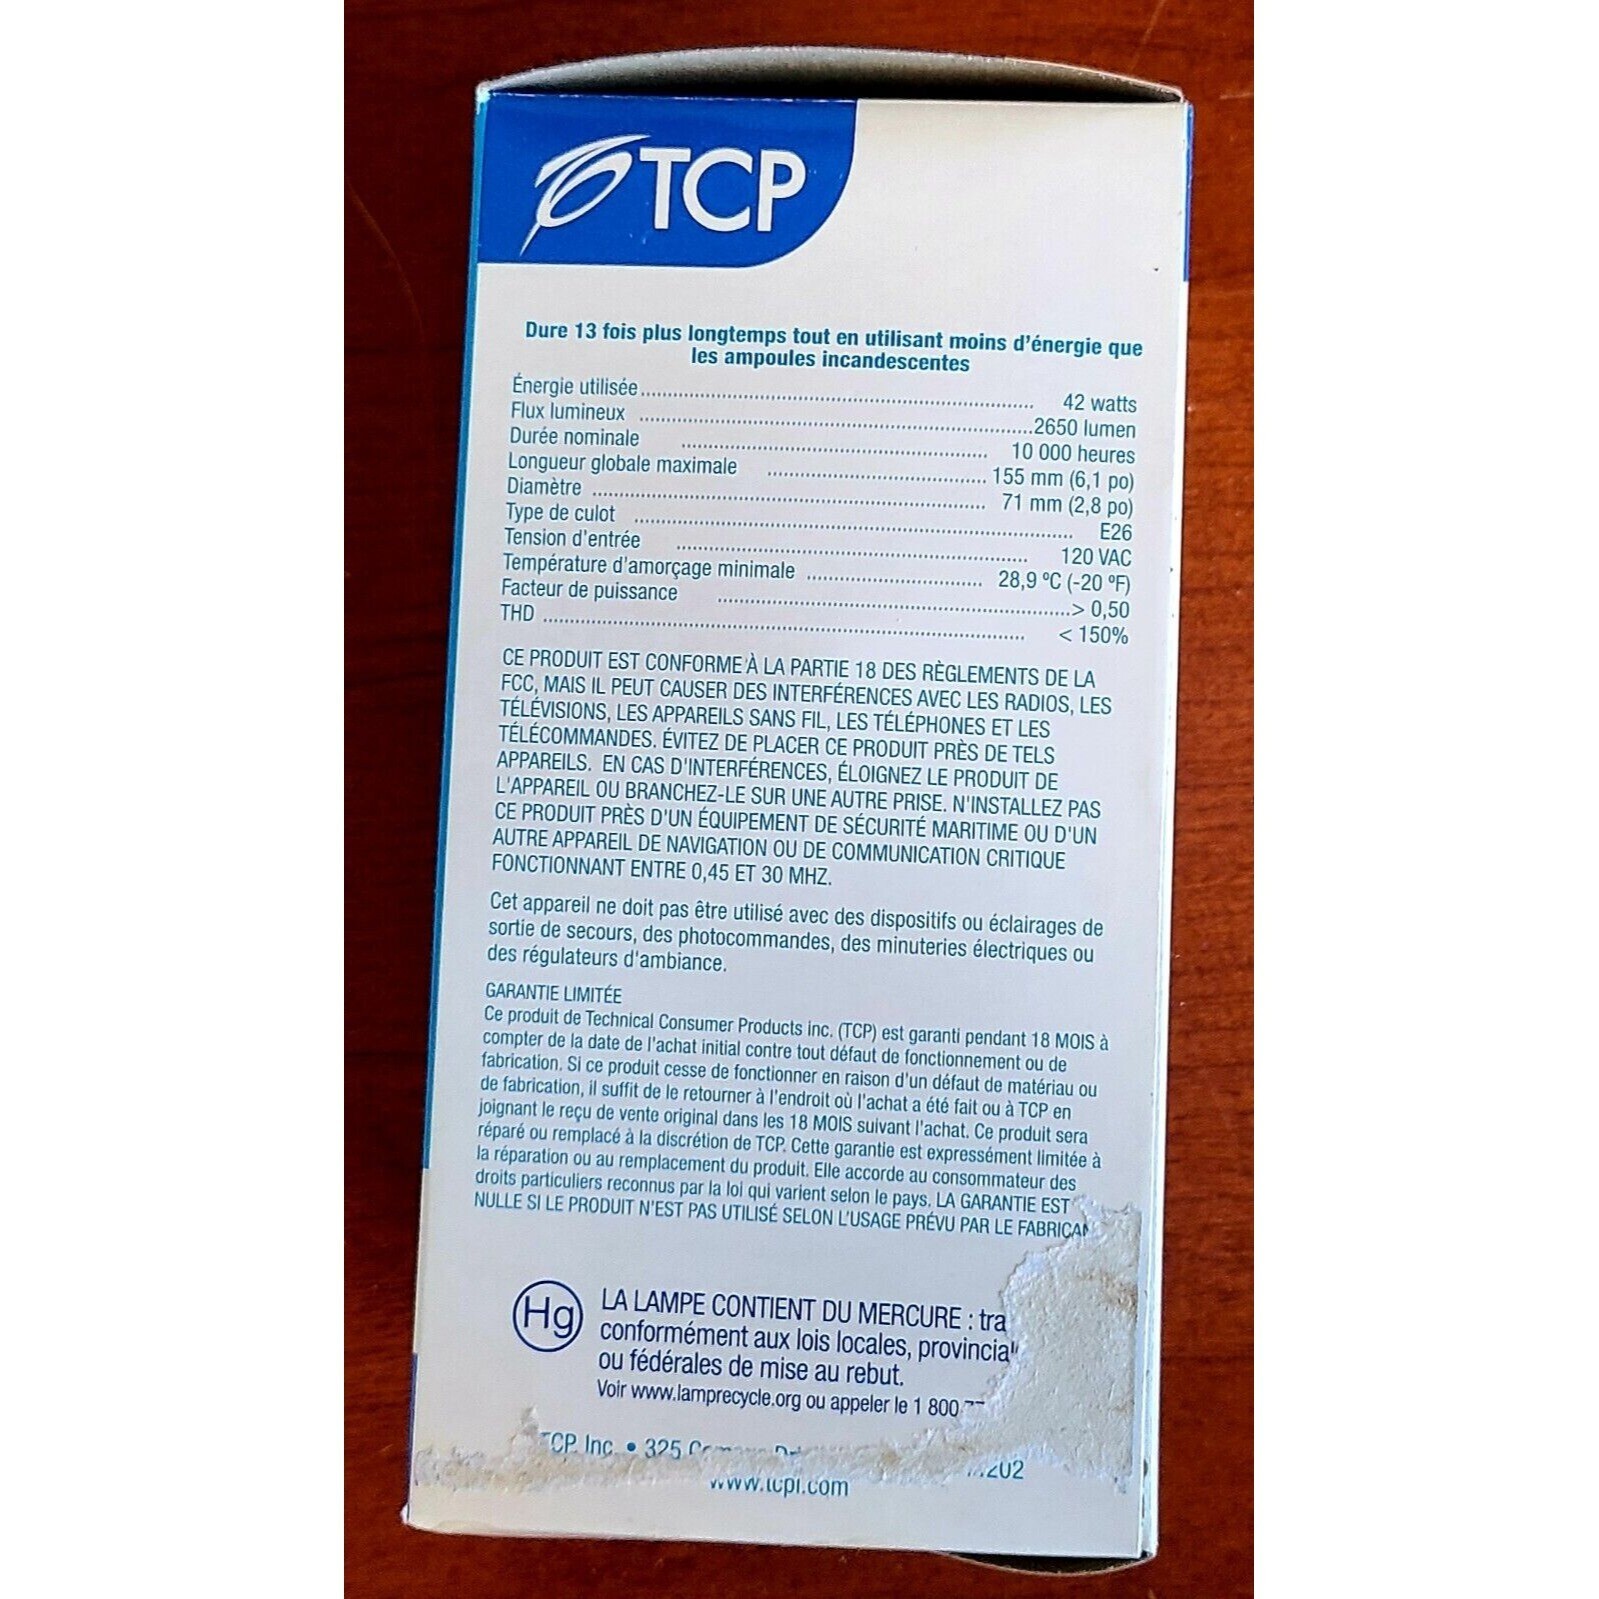 TCP
Dure 13 fois plus longtemps tout en utilisant moins d'énergie que
les ampoules incandescentes
Énergie utilisée.......... 42 watts
Flux lumineux ..........2650 lumen
Durée nominale .......... 10 000 heures
Longueur globale maximale .......... 155 mm (6,1 po)
Diamètre .......... 71 mm (2,8 po)
Type de culot .......... E26
Tension d'entrée .......... 120 VAC
Température d'amorçage minimale .......... 28,9 ºC (-20 ºF)
Facteur de puissance ..........> 0,50
THD .......... < 150%
CE PRODUIT EST CONFORME À LA PARTIE 18 DES RÈGLEMENTS DE LA
FCC, MAIS IL PEUT CAUSER DES INTERFÉRENCES AVEC LES RADIOS, LES
TÉLÉVISIONS, LES APPAREILS SANS FIL, LES TÉLÉPHONES ET LES
TÉLÉCOMMANDES. ÉVITEZ DE PLACER CE PRODUIT PRÈS DE TELS
APPAREILS. EN CAS D'INTERFÉRENCES, ÉLOIGNEZ LE PRODUIT DE
L'APPAREIL OU BRANCHEZ-LE SUR UNE AUTRE PRISE. N'INSTALLEZ PAS
CE PRODUIT PRÈS D'UN ÉQUIPEMENT DE SÉCURITÉ MARITIME OU D'UN
AUTRE APPAREIL DE NAVIGATION OU DE COMMUNICATION CRITIQUE
FONCTIONNANT ENTRE 0,45 ET 30 MHZ.
Cet appareil ne doit pas être utilisé avec des dispositifs ou éclairages de
sortie de secours, des photocommandes, des minuteries électriques ou
des régulateurs d'ambiance.
GARANTIE LIMITÉE
Ce produit de Technical Consumer Products inc. (TCP) est garanti pendant 18 MOIS à
compter de la date de l'achat initial contre tout défaut de fonctionnement ou de
fabrication. Si ce produit cesse de fonctionner en raison d'un défaut de matériau ou
de fabrication, il suffit de le retourner à l'endroit où l'achat a été fait ou à TCP en
joignant le reçu de vente original dans les 18 MOIS suivant l'achat. Ce produit sera
réparé ou remplacé à la discrétion de TCP. Cette garantie est expressément limitée à
la réparation ou au remplacement du produit. Elle accorde au consommateur des
droits particuliers reconnus par la loi qui varient selon le pays. LA GARANTIE EST
NULLE SI LE PRODUIT N'EST PAS UTILISÉ SELON L'USAGE PRÉVU PAR LE FABRICAN
Hg
LA LAMPE CONTIENT DU MERCURE : tra
conformément aux lois locales, provincial
ou fédérales de mise au rebut.
Voir www.lamprecycle.org ou appeler le 1 800
TCP. Inc. • 325 202
www.tcpi.com